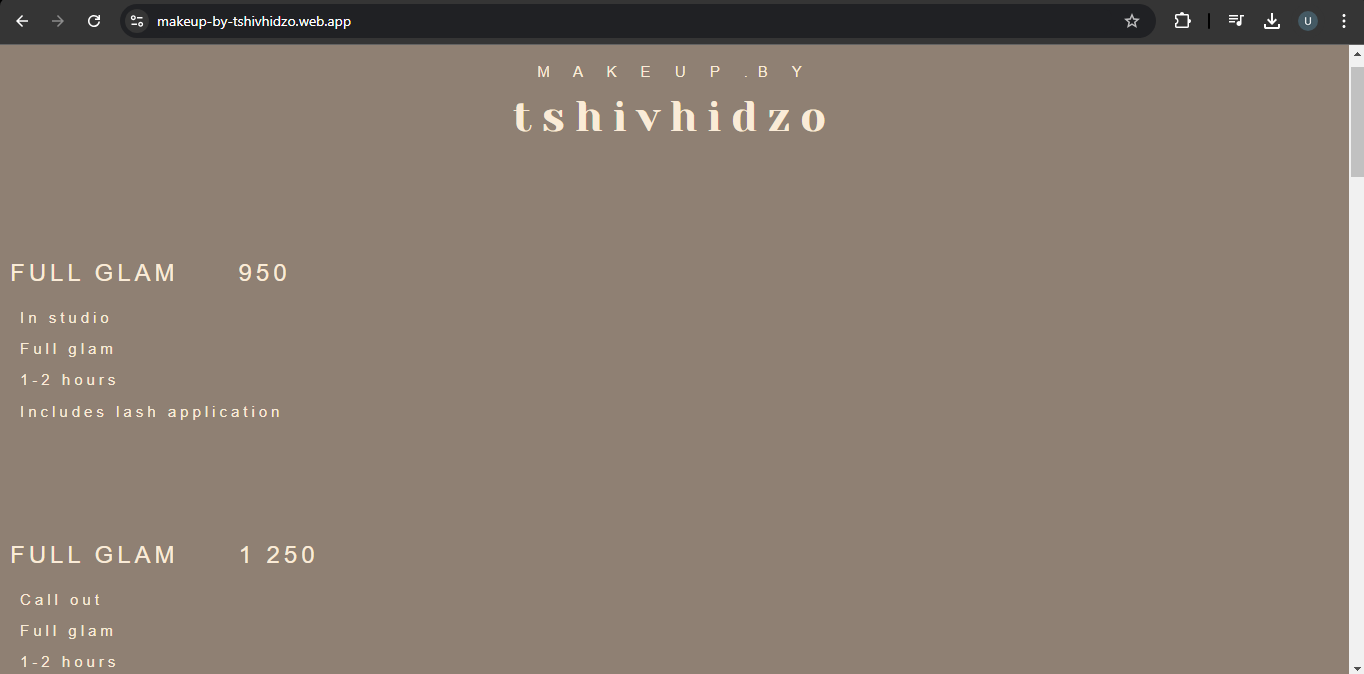 makeup-by-tshivhidzo.web.app
U
MAKEUP.BY
tshivhidzo
FULL GLAM 950
In studio
Full glam
1-2 hours
Includes lash application
FULL GLAM 1 250
Call out
Full glam
1-2 hours